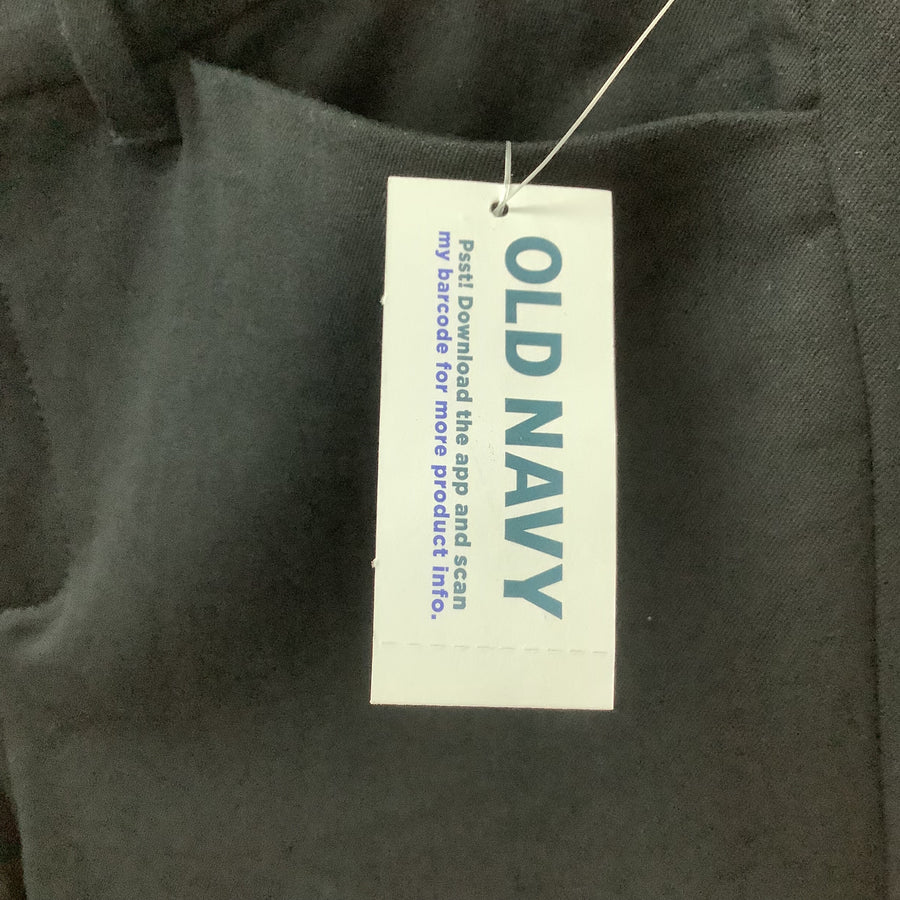 OLD NAVY
Psst! Download the app and scan
my barcode for more product info.